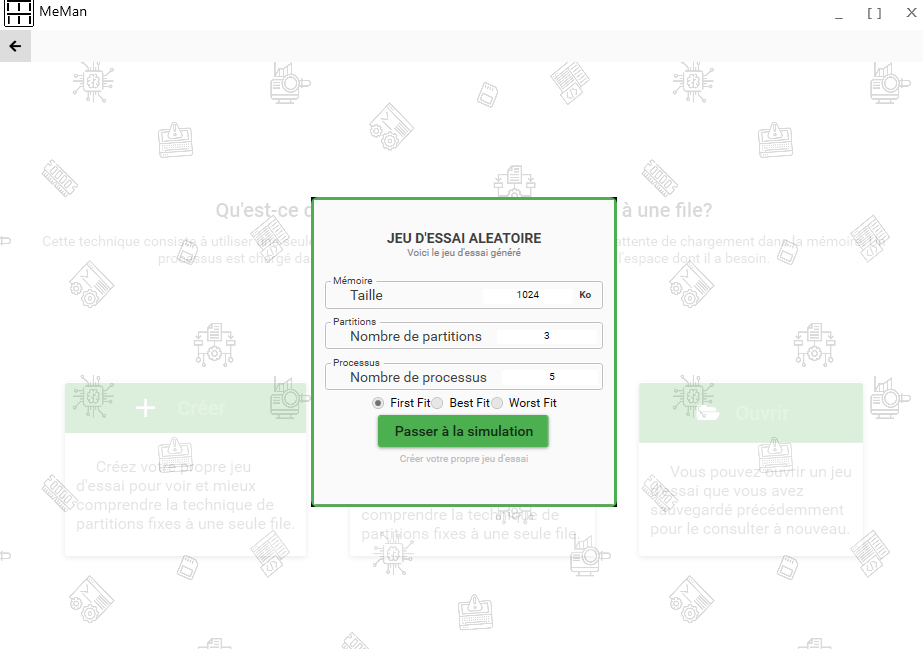 MeMan
Qu'est-ce
à une file?
JEU D'ESSAI ALEATOIRE
Voici le jeu d'essai généré
Cette technique consiste à utiliser une seule
attente de chargement dans la mémoire. Un
processus est chargé da
l'espace dont il a besoin.
Mémoire
Taille 1024 Ko
Partitions
Nombre de partitions 3
Processus
Nombre de processus 5
First Fit Best Fit Worst Fit
Passer à la simulation
Créer votre propre jeu d'essai
Créer
Créez votre propre jeu
d'essai pour voir et mieux
comprendre la technique de
partitions fixes à une seule file.
comprendre la technique de
partitions fixes à une seule file.
Ouvrir
Vous pouvez ouvrir un jeu
d'essai que vous avez
sauvegardé précédemment
pour le consulter à nouveau.